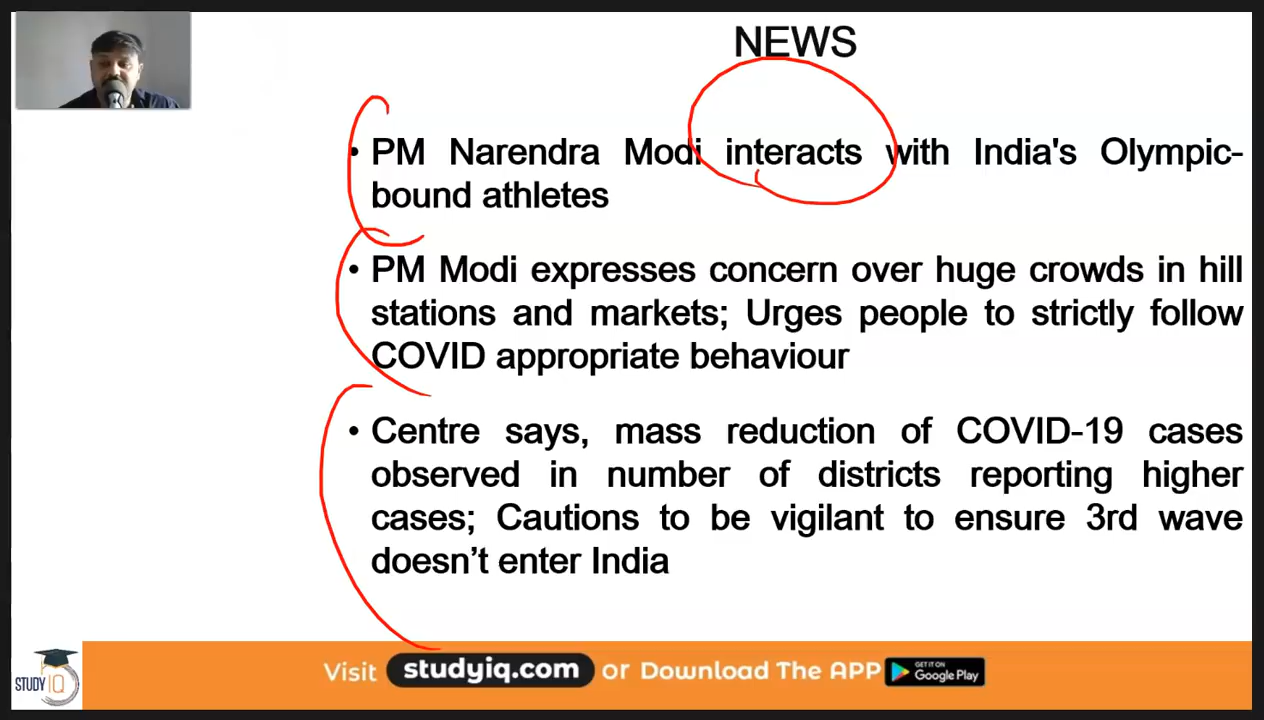 NEWS
• PM Narendra Modi interacts with India's Olympic-
bound athletes
• PM Modi expresses concern over huge crowds in hill
stations and markets; Urges people to strictly follow
COVID appropriate behaviour
• Centre says, mass reduction of COVID-19 cases
observed in number of districts reporting higher
cases; Cautions to be vigilant to ensure 3rd wave
doesn’t enter India
STUDY IQ
Visit studyiq.com or Download The APP GET IT ON Google Play